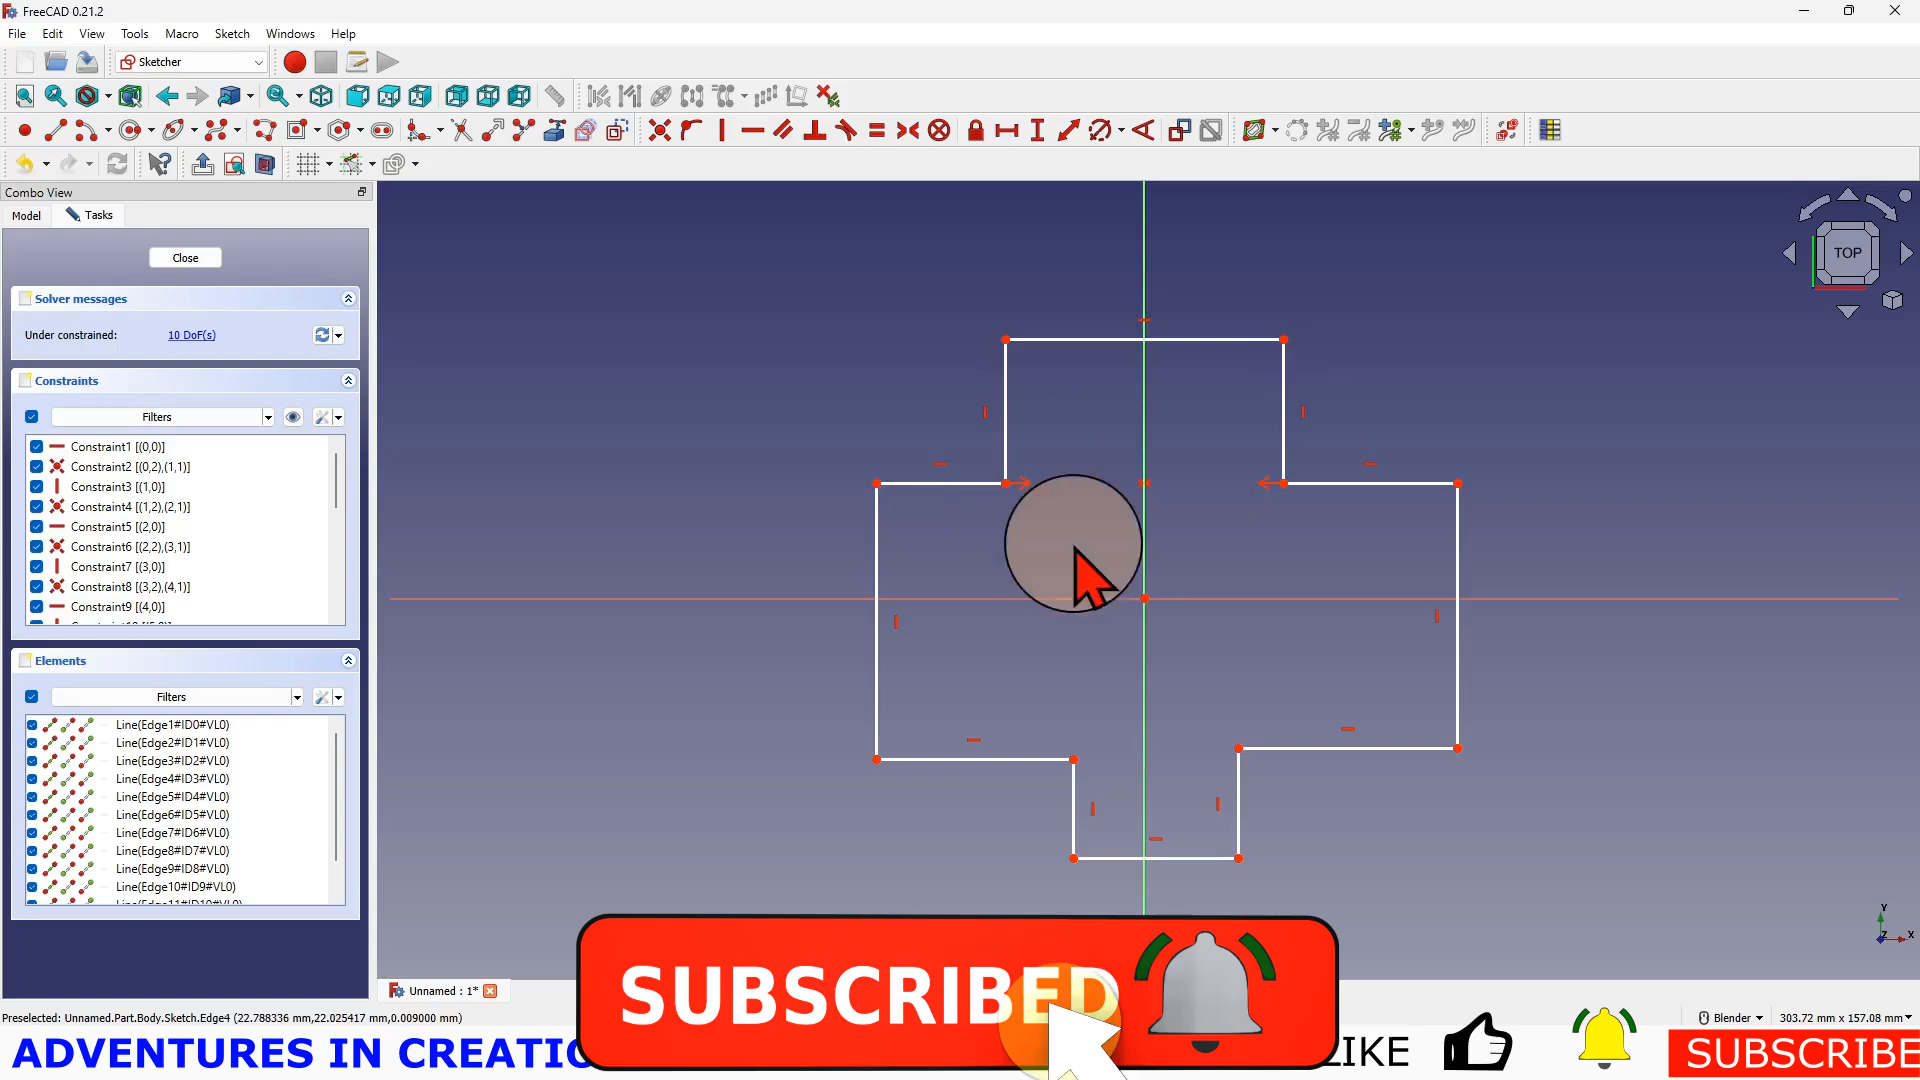 FreeCAD 0.21.2
File Edit View Tools Macro Sketch Windows Help
Sketcher
Combo View
Model Tasks
Close
Solver messages
Under constrained: 10 DoF(s)
Constraints
Filters
Constraint1 [(0,0)]
Constraint2 [(0,2),(1,1)]
Constraint3 [(1,0)]
Constraint4 [(1,2),(2,1)]
Constraint5 [(2,0)]
Constraint6 [(2,2),(3,1)]
Constraint7 [(3,0)]
Constraint8 [(3,2),(4,1)]
Constraint9 [(4,0)]
Elements
Filters
Line(Edge1#ID0#VL0)
Line(Edge2#ID1#VL0)
Line(Edge3#ID2#VL0)
Line(Edge4#ID3#VL0)
Line(Edge5#ID4#VL0)
Line(Edge6#ID5#VL0)
Line(Edge7#ID6#VL0)
Line(Edge8#ID7#VL0)
Line(Edge9#ID8#VL0)
Line(Edge10#ID9#VL0)
TOP
Y
Z X
Unnamed : 1*
SUBSCRIBED
Preselected: Unnamed.Part.Body.Sketch.Edge4 (22.788336 mm,22.025417 mm,0.009000 mm)
Blender 303.72 mm x 157.08 mm
ADVENTURES IN CREATIO
IKE
SUBSCRIBE